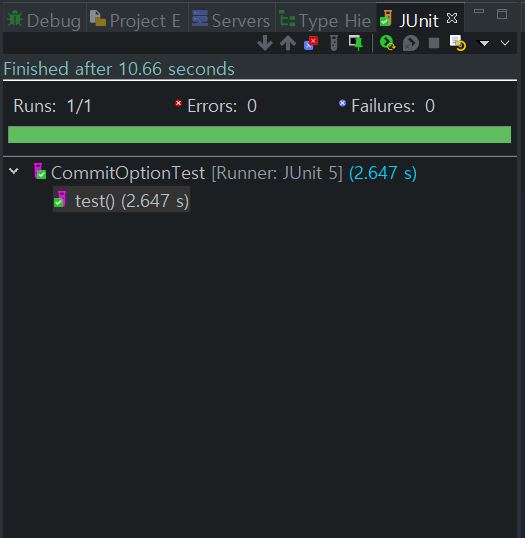 Debug Project E Servers Type Hie JUnit
Finished after 10.66 seconds
Runs: 1/1 Errors: 0 Failures: 0
CommitOptionTest [Runner: JUnit 5] (2.647 s)
test() (2.647 s)